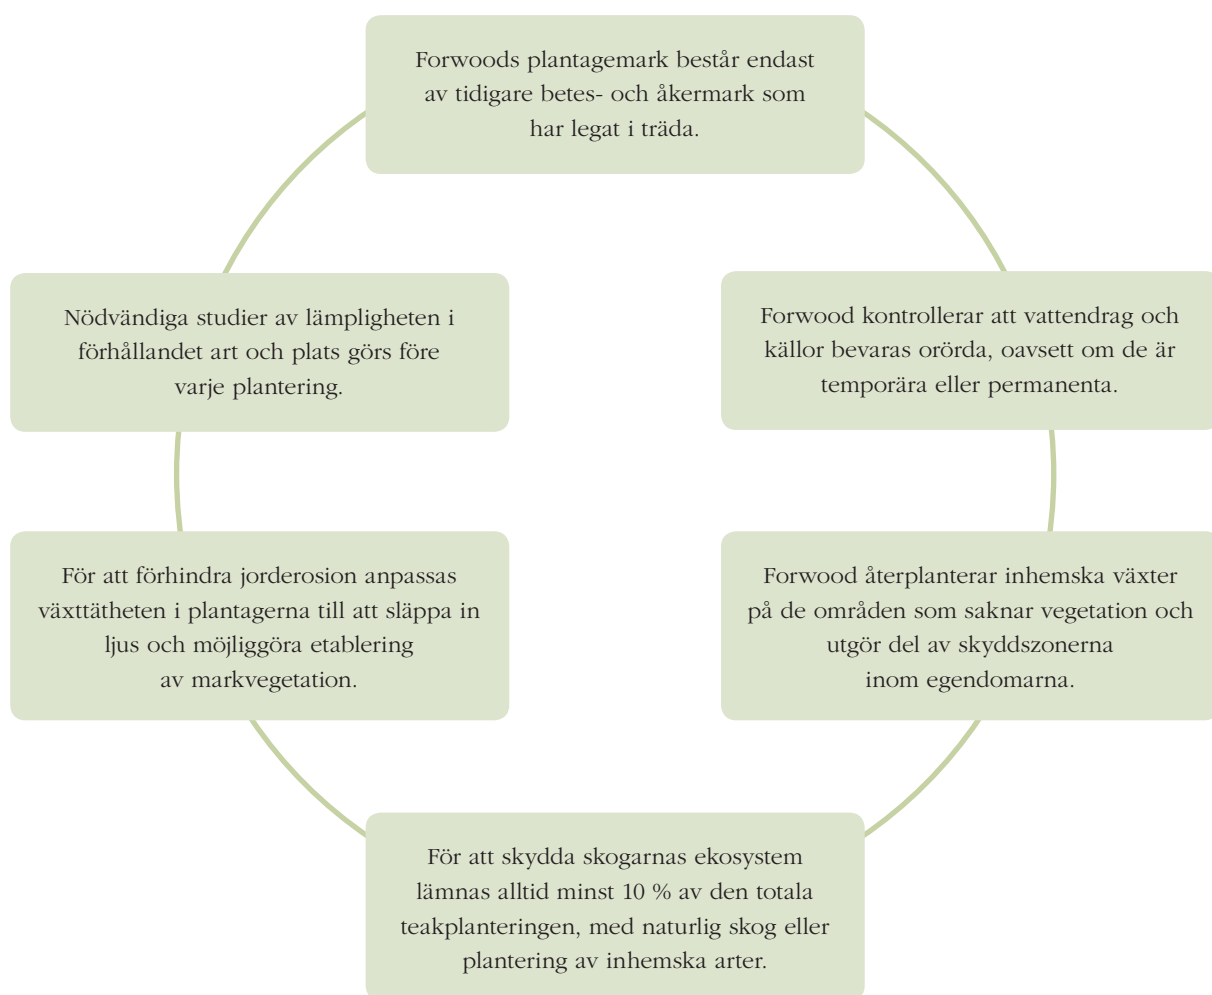 Forwoods plantagemark består endast
av tidigare betes- och åkermark som
har legat i träda.
Nödvändiga studier av lämpligheten i
förhållandet art och plats görs före
varje plantering.
Forwood kontrollerar att vattendrag och
källor bevaras orörda, oavsett om de är
temporära eller permanenta.
För att förhindra jorderosion anpassas
växttätheten i plantagerna till att släppa in
ljus och möjliggöra etablering
av markvegetation.
Forwood återplanterar inhemska växter
på de områden som saknar vegetation och
utgör del av skyddszonerna
inom egendomarna.
För att skydda skogarnas ekosystem
lämnas alltid minst 10 % av den totala
teakplanteringen, med naturlig skog eller
plantering av inhemska arter.